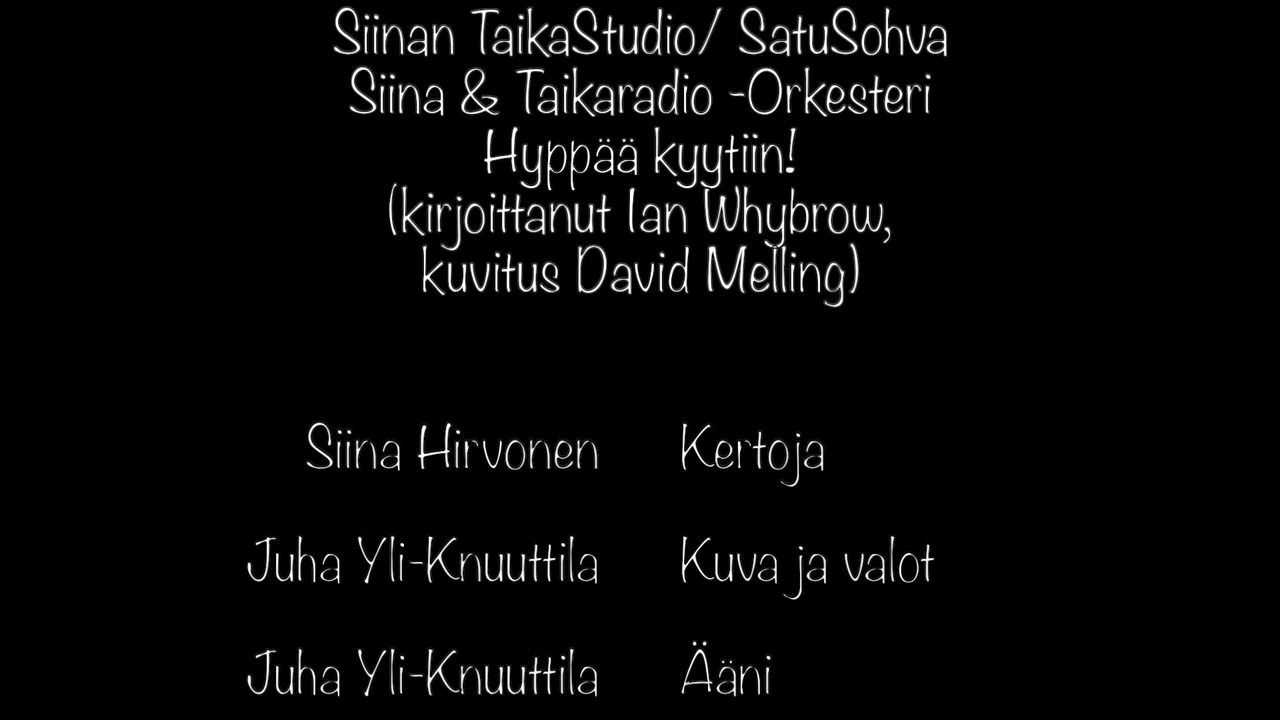 Siinan TaikaStudio/ SatuSohva
Siina & Taikaradio -Orkesteri
Hyppää kyytiin!
(kirjoittanut Ian Whybrow,
kuvitus David Melling)
Siina Hirvonen Kertoja
Juha Yli-Knuuttila Kuva ja valot
Juha Yli-Knuuttila Ääni